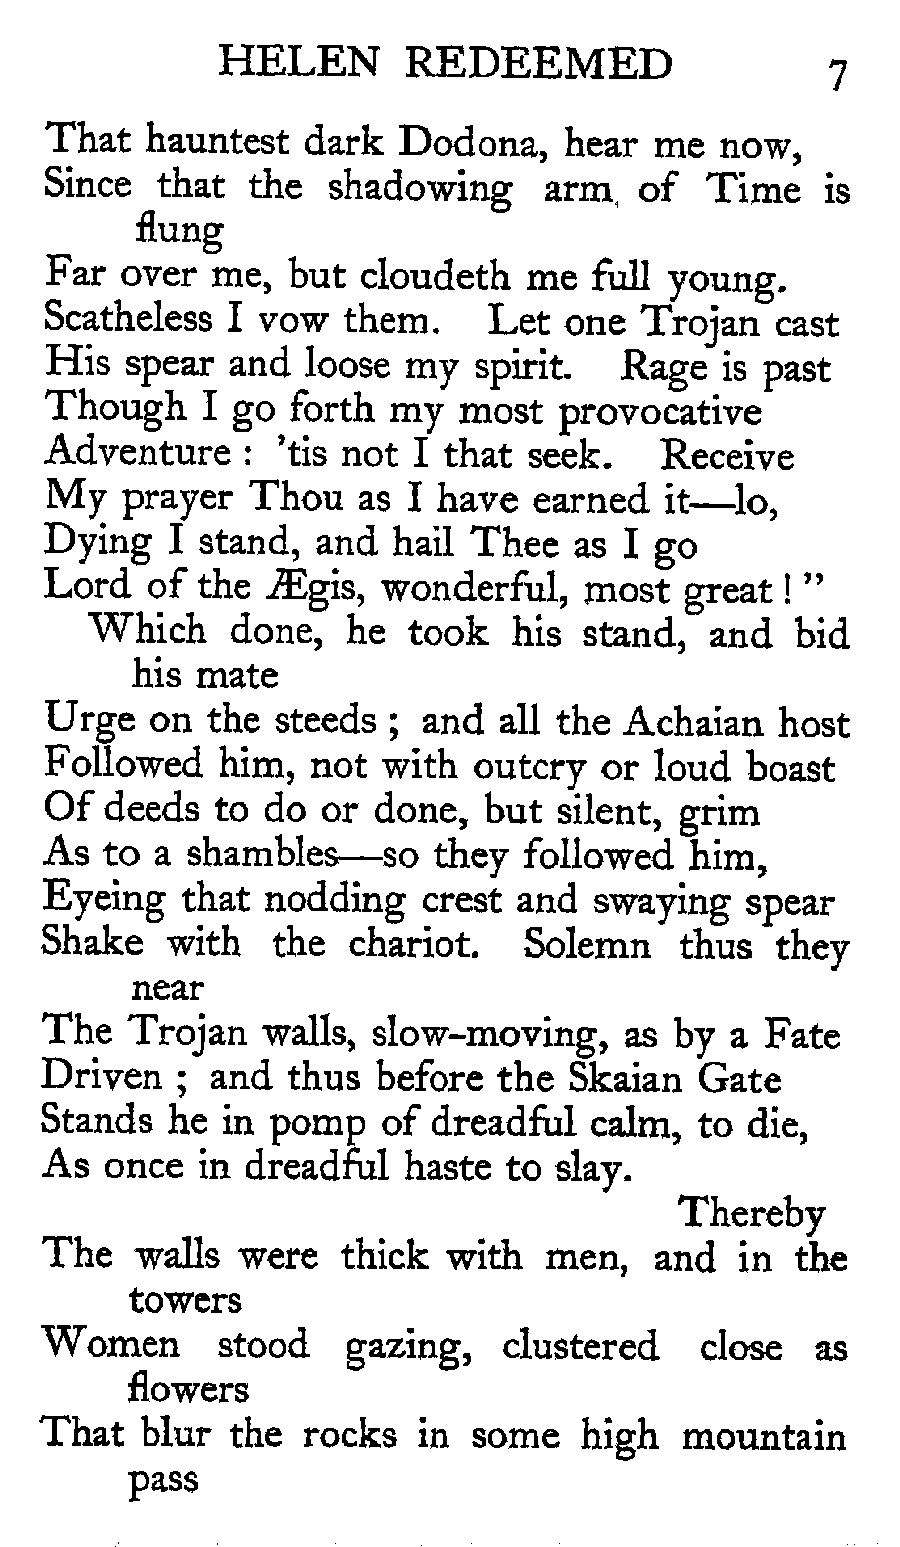 HELEN REDEEMED 7
That hauntest dark Dodona, hear me now,
Since that the shadowing arm of Time is
flung
Far over me, but cloudeth me full young.
Scatheless I vow them. Let one Trojan cast
His spear and loose my spirit. Rage is past
Though I go forth my most provocative
Adventure : ’tis not I that seek. Receive
My prayer Thou as I have earned it—lo,
Dying I stand, and hail Thee as I go
Lord of the Ægis, wonderful, most great ! ”
Which done, he took his stand, and bid
his mate
Urge on the steeds ; and all the Achaian host
Followed him, not with outcry or loud boast
Of deeds to do or done, but silent, grim
As to a shambles—so they followed him,
Eyeing that nodding crest and swaying spear
Shake with the chariot. Solemn thus they
near
The Trojan walls, slow-moving, as by a Fate
Driven ; and thus before the Skaian Gate
Stands he in pomp of dreadful calm, to die,
As once in dreadful haste to slay.
Thereby
The walls were thick with men, and in the
towers
Women stood gazing, clustered close as
flowers
That blur the rocks in some high mountain
pass